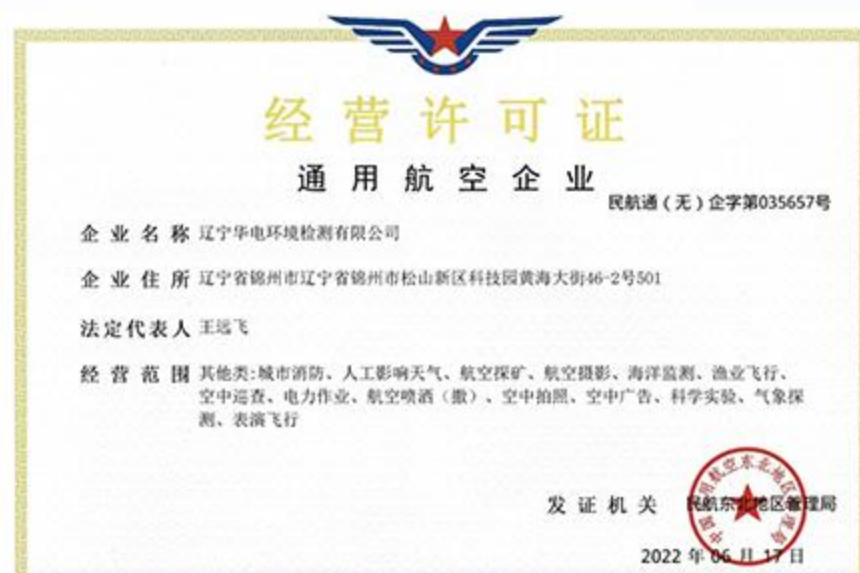 经营许可证
通用航空企业
民航通（无）企字第035657号
企业名称 辽宁华电环境检测有限公司
企业住所 辽宁省锦州市辽宁省锦州市松山新区科技园黄海大街46-2号501
法定代表人 王远飞
经营范围 其他类:城市消防、人工影响天气、航空探矿、航空摄影、海洋监测、渔业飞行、
空中巡查、电力作业、航空喷洒（撒）、空中拍照、空中广告、科学实验、气象探
测、表演飞行
发证机关 民航东北地区管理局
2022 年 06 月 17 日